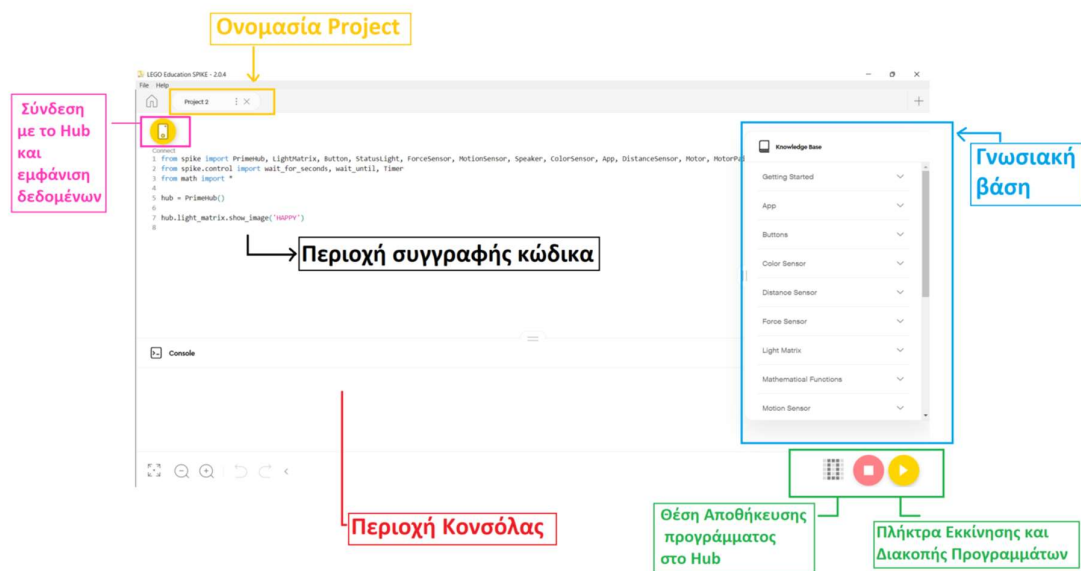 Ονομασία Project
LEGO Education SPIKE - 2.0.4
File Help
Project 2
Σύνδεση
με το Hub
και
εμφάνιση
δεδομένων
Connect
1 from spike import PrimeHub, LightMatrix, Button, StatusLight, ForceSensor, MotionSensor, Speaker, ColorSensor, App, DistanceSensor, Motor, MotorPai
2 from spike.control import wait_for_seconds, wait_until, Timer
3 from math import *
4
5 hub = PrimeHub()
6
7 hub.light_matrix.show_image('HAPPY')
8
Περιοχή συγγραφής κώδικα
Knowledge Base
Getting Started
App
Buttons
Color Sensor
Distance Sensor
Force Sensor
Light Matrix
Mathematical Functions
Motion Sensor
Γνωσιακή
βάση
Console
Περιοχή Κονσόλας
Θέση Αποθήκευσης
προγράμματος
στο Hub
Πλήκτρα Εκκίνησης και
Διακοπής Προγραμμάτων